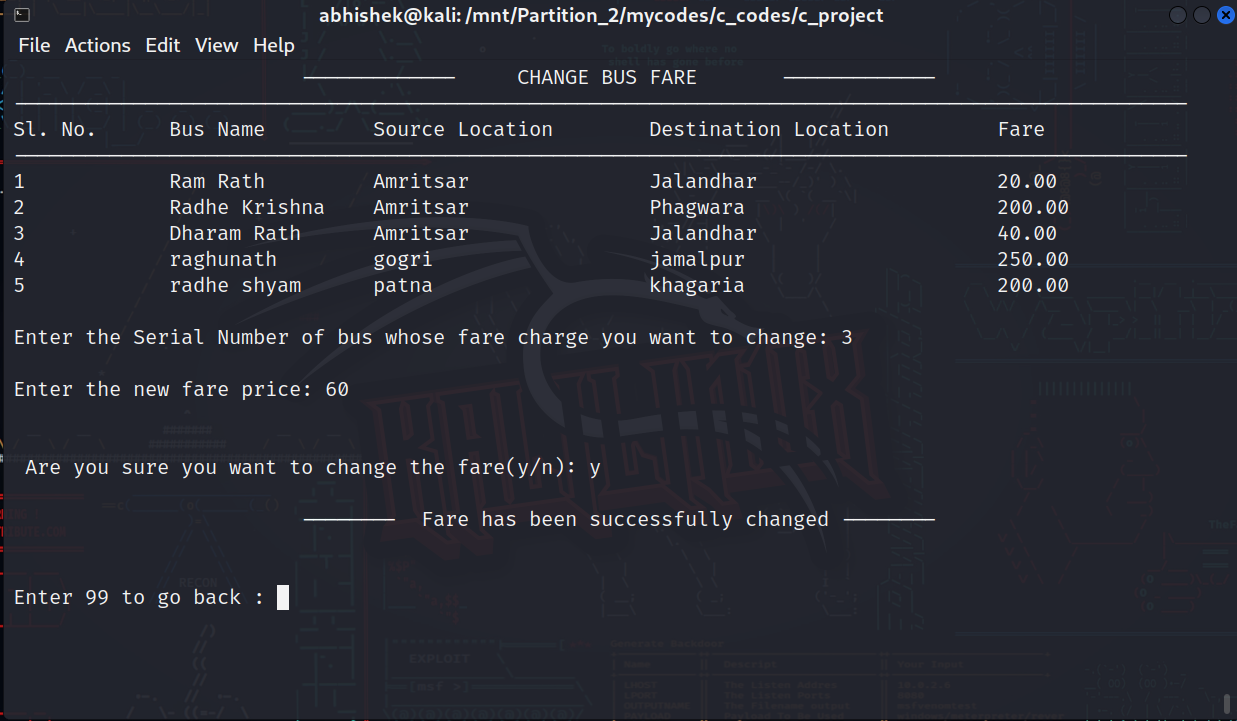 abhishek@kali: /mnt/Partition_2/mycodes/c_codes/c_project
File Actions Edit View Help
CHANGE BUS FARE
Sl. No. Bus Name Source Location Destination Location Fare
1 Ram Rath Amritsar Jalandhar 20.00
2 Radhe Krishna Amritsar Phagwara 200.00
3 Dharam Rath Amritsar Jalandhar 40.00
4 raghunath gogri jamalpur 250.00
5 radhe shyam patna khagaria 200.00
Enter the Serial Number of bus whose fare charge you want to change: 3
Enter the new fare price: 60
KALI LINUX
Are you sure you want to change the fare(y/n): y
Fare has been successfully changed
RECON
Enter 99 to go back :
EXPLOIT